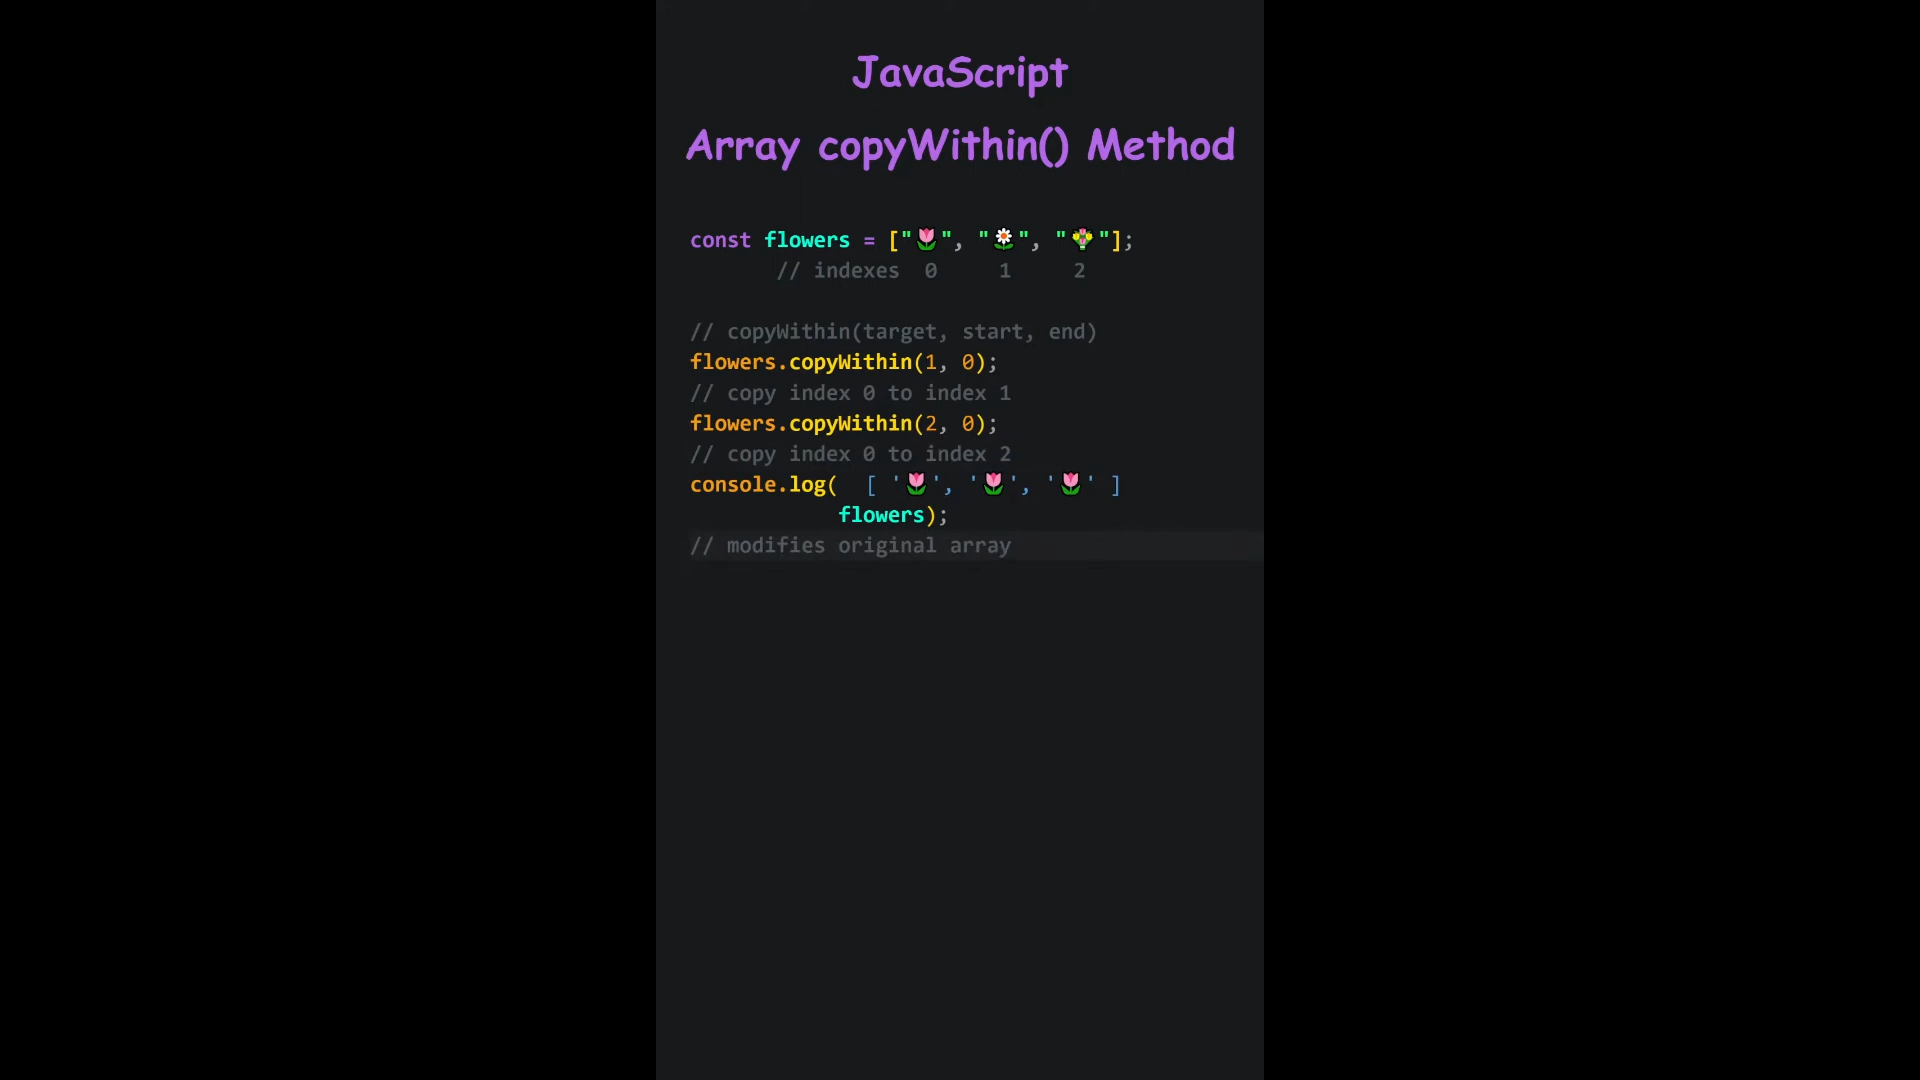 JavaScript
Array copyWithin() Method
const flowers = ["🌷", "🌼", "💐"];
// indexes 0 1 2
// copyWithin(target, start, end)
flowers.copyWithin(1, 0);
// copy index 0 to index 1
flowers.copyWithin(2, 0);
// copy index 0 to index 2
console.log( [ '🌷', '🌷', '🌷' ]
flowers);
// modifies original array